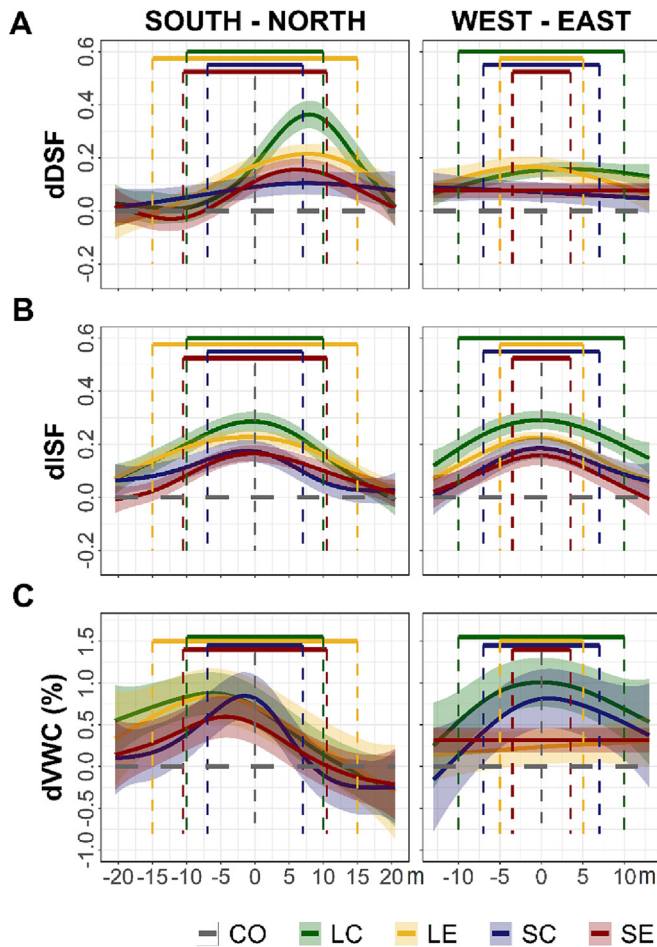 SOUTH - NORTH WEST - EAST
A
dDSF
0.6
0.4
0.2
0.0
-0.2
B
dISF
0.6
0.4
0.2
0.0
-0.2
C
dVWC (%)
1.5
1.0
0.5
0.0
-0.5
-1.0
-20 -15 -10 -5 0 5 10 15 20 m -10 -5 0 5 10 m
CO LC LE SC SE